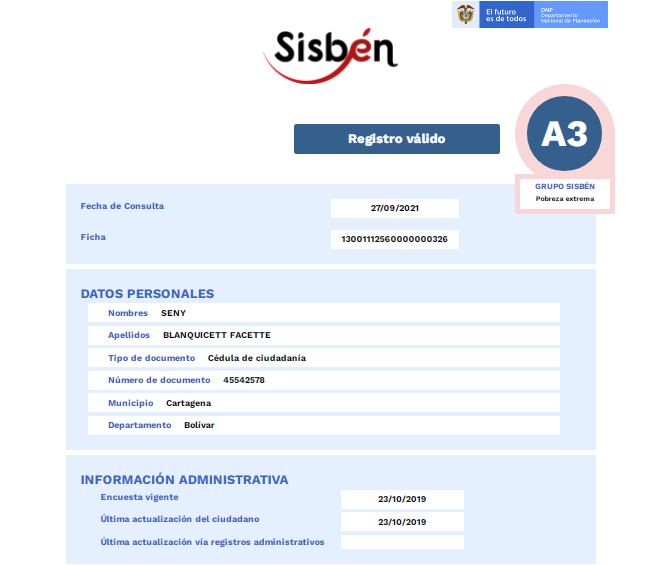 El futuro
es de todos
DNP
Departamento
Nacional de Planeación
Sisbén
Registro válido
A3
GRUPO SISBÉN
Pobreza extrema
Fecha de Consulta 27/09/2021
Ficha 13001112560000000326
DATOS PERSONALES
Nombres SENY
Apellidos BLANQUICETT FACETTE
Tipo de documento Cédula de ciudadanía
Número de documento 45542578
Municipio Cartagena
Departamento Bolívar
INFORMACIÓN ADMINISTRATIVA
Encuesta vigente 23/10/2019
Última actualización del ciudadano 23/10/2019
Última actualización vía registros administrativos